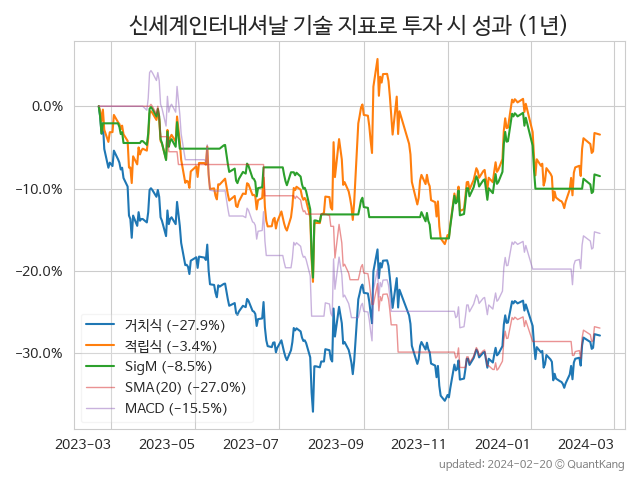 신세계인터내셔날 기술 지표로 투자 시 성과 (1년)
0.0%
−10.0%
−20.0%
−30.0%
거치식 (−27.9%)
적립식 (−3.4%)
SigM (−8.5%)
SMA(20) (−27.0%)
MACD (−15.5%)
2023-03 2023-05 2023-07 2023-09 2023-11 2024-01 2024-03
updated: 2024-02-20 © QuantKang